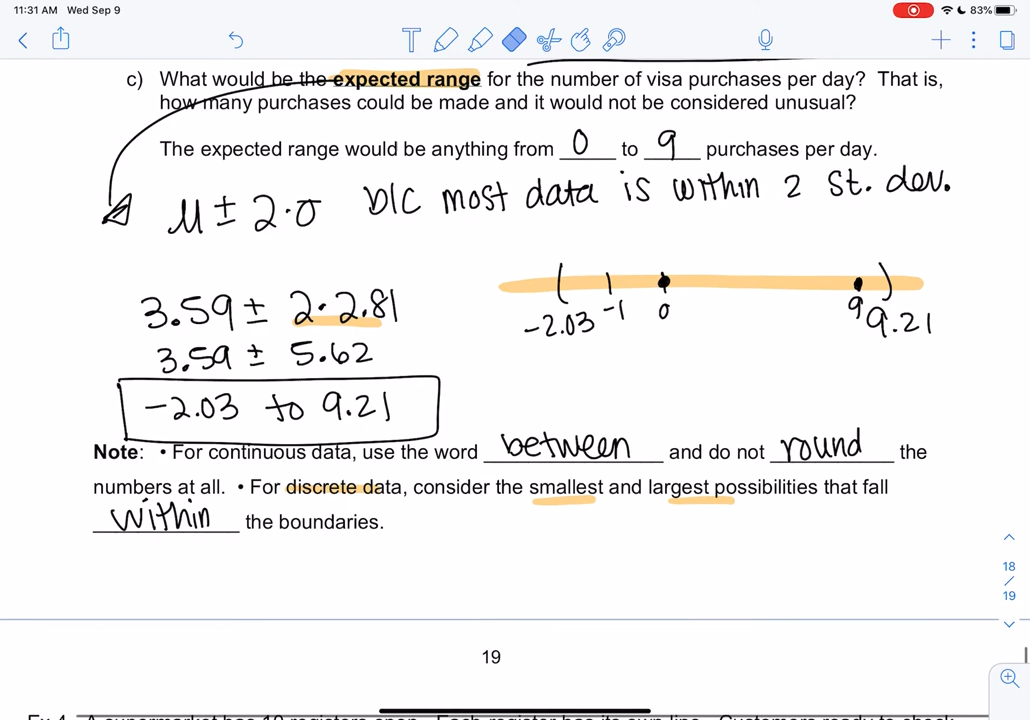 11:31 AM Wed Sep 9 83%
c) What would be the expected range for the number of visa purchases per day? That is,
how many purchases could be made and it would not be considered unusual?
The expected range would be anything from 0 to 9 purchases per day.
μ ± 2·σ b/c most data is within 2 st. dev.
3.59 ± 2·2.81
-2.03 -1 0 9 9.21
3.59 ± 5.62
-2.03 to 9.21
Note: • For continuous data, use the word between and do not round the
numbers at all. • For discrete data, consider the smallest and largest possibilities that fall
within the boundaries.
18
/
19
19